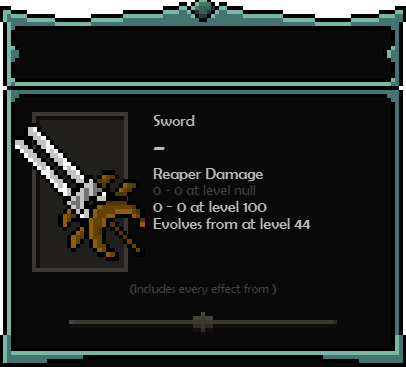 Sword
–
Reaper Damage
0 - 0 at level null
0 - 0 at level 100
Evolves from at level 44
(Includes every effect from )